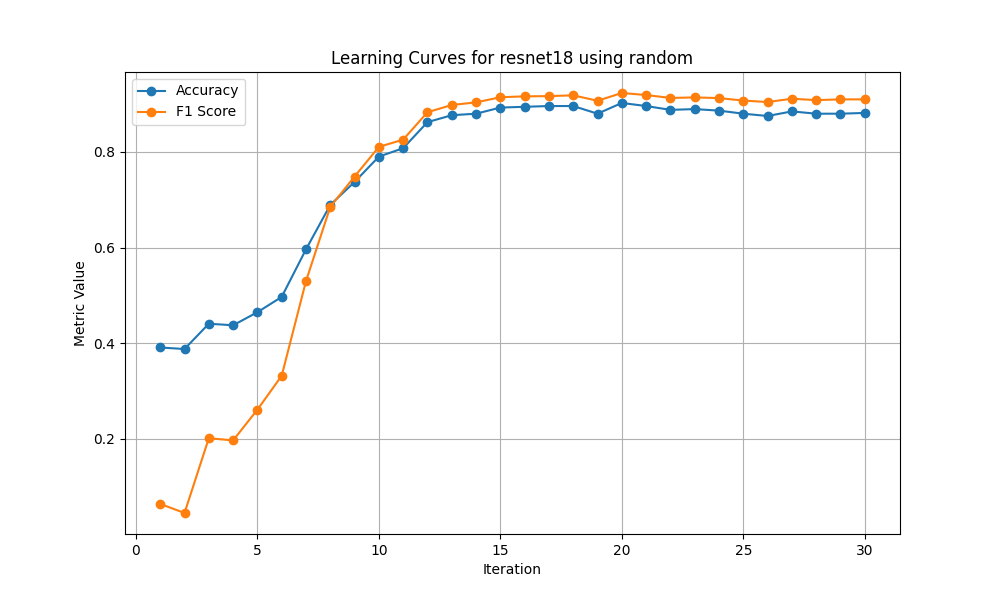 Learning Curves for resnet18 using random
Accuracy
F1 Score
Metric Value
0.8
0.6
0.4
0.2
0 5 10 15 20 25 30
Iteration